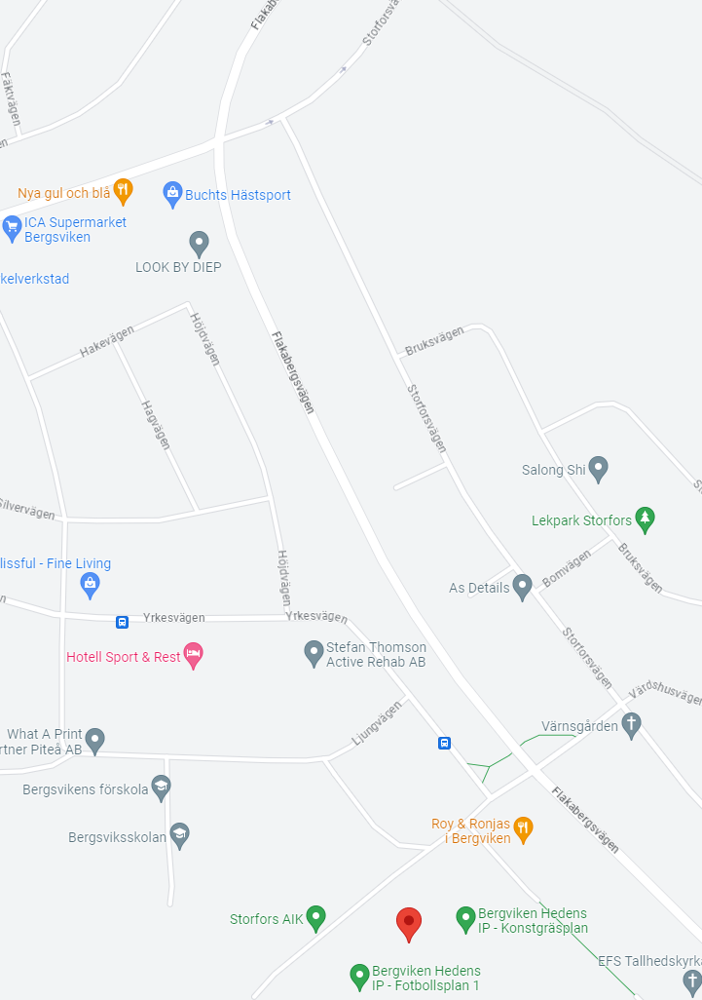 Flakab
Storforsvä
Fäktvägen
en
Nya gul och blå
Buchts Hästsport
ICA Supermarket
Bergsviken
LOOK BY DIEP
kelverkstad
Hakevägen
Höjdvägen
Flakabergsvägen
Bruksvägen
Hagvägen
Storforsvägen
Salong Shi
Silvervägen
Lekpark Storfors
lissful - Fine Living
Höjdvägen
As Details
Bomvägen
Bruksvägen
n
Yrkesvägen
Yrkesvägen
Stefan Thomson
Active Rehab AB
Hotell Sport & Rest
Storforsvägen
Värdshusvägen
Ljungvägen
Värnsgården
What A Print
rtner Piteå AB
Bergsvikens förskola
Flakabergsvägen
Roy & Ronjas
i Bergviken
Bergsviksskolan
Storfors AIK
Bergviken Hedens
IP - Konstgräsplan
Bergviken Hedens
IP - Fotbollsplan 1
EFS Tallhedskyrka